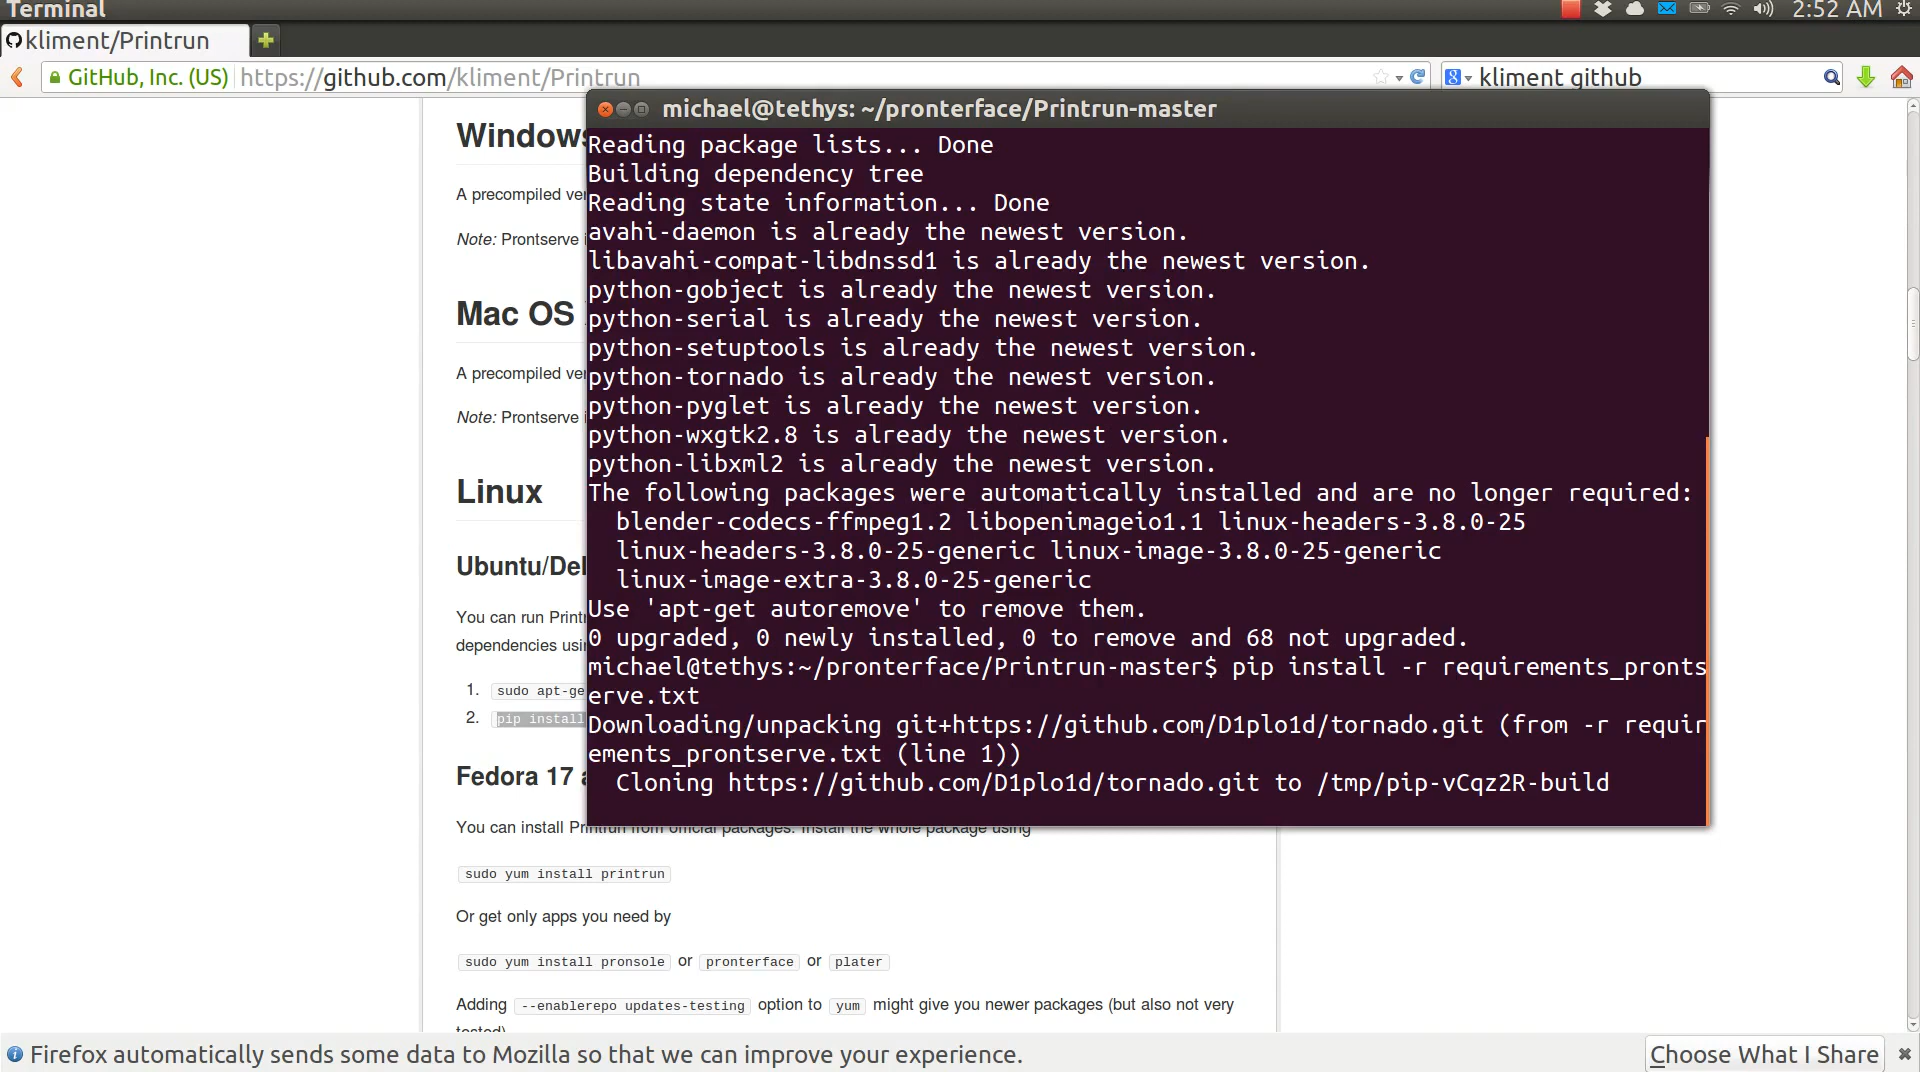 Terminal
2:52 AM
kliment/Printrun
GitHub, Inc. (US)
https://github.com/kliment/Printrun
8
kliment github
michael@tethys: ~/pronterface/Printrun-master
Reading package lists... Done
Building dependency tree
Reading state information... Done
avahi-daemon is already the newest version.
libavahi-compat-libdnssd1 is already the newest version.
python-gobject is already the newest version.
python-serial is already the newest version.
python-setuptools is already the newest version.
python-tornado is already the newest version.
python-pyglet is already the newest version.
python-wxgtk2.8 is already the newest version.
python-libxml2 is already the newest version.
The following packages were automatically installed and are no longer required:
blender-codecs-ffmpeg1.2 libopenimageio1.1 linux-headers-3.8.0-25
linux-headers-3.8.0-25-generic linux-image-3.8.0-25-generic
linux-image-extra-3.8.0-25-generic
Use 'apt-get autoremove' to remove them.
0 upgraded, 0 newly installed, 0 to remove and 68 not upgraded.
michael@tethys:~/pronterface/Printrun-master$ pip install -r requirements_pronts
erve.txt
Downloading/unpacking git+https://github.com/D1plo1d/tornado.git (from -r requir
ements_prontserve.txt (line 1))
Cloning https://github.com/D1plo1d/tornado.git to /tmp/pip-vCqz2R-build
Windows
A precompiled ve
Note: Prontserve i
Mac OS
A precompiled ve
Note: Prontserve i
Linux
Ubuntu/De
You can run Print
dependencies usi
1. sudo apt-ge
2. pip install
Fedora 17 a
You can install Printrun from official packages. Install the whole package using
sudo yum install printrun
Or get only apps you need by
sudo yum install pronsole or pronterface or plater
Adding --enablerepo updates-testing option to yum might give you newer packages (but also not very
tested)
Firefox automatically sends some data to Mozilla so that we can improve your experience.
Choose What I Share